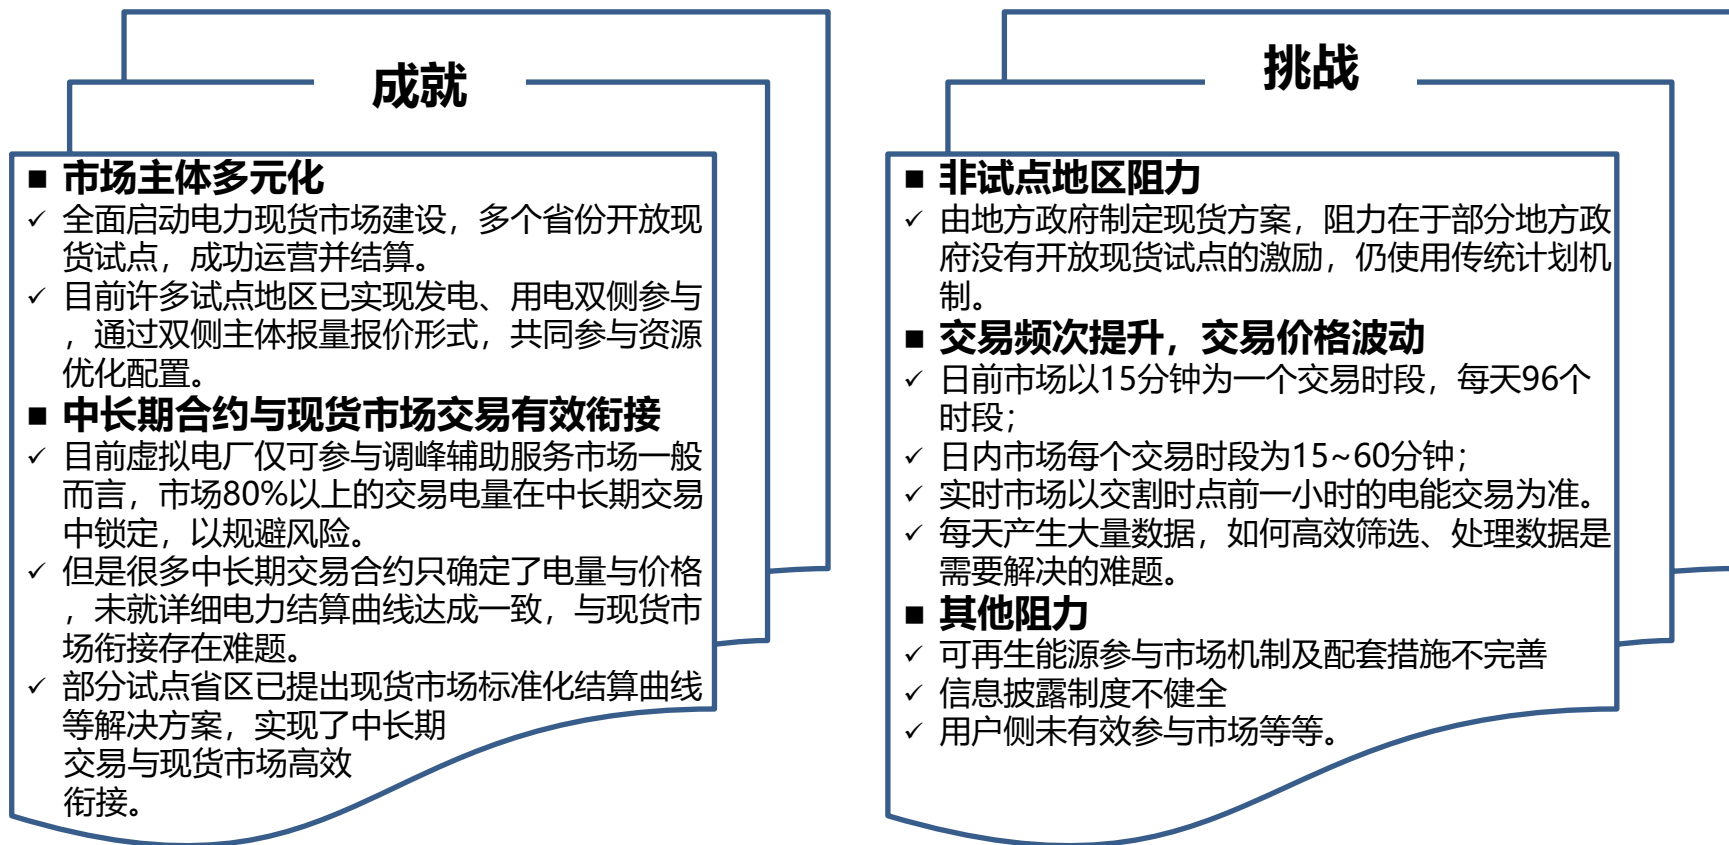 成就
■ 市场主体多元化
✓ 全面启动电力现货市场建设，多个省份开放现
货试点，成功运营并结算。
✓ 目前许多试点地区已实现发电、用电双侧参与
，通过双侧主体报量报价形式，共同参与资源
优化配置。
■ 中长期合约与现货市场交易有效衔接
✓ 目前虚拟电厂仅可参与调峰辅助服务市场一般
而言，市场80%以上的交易电量在中长期交易
中锁定，以规避风险。
✓ 但是很多中长期交易合约只确定了电量与价格
，未就详细电力结算曲线达成一致，与现货市
场衔接存在难题。
✓ 部分试点省区已提出现货市场标准化结算曲线
等解决方案，实现了中长期
交易与现货市场高效
衔接。
挑战
■ 非试点地区阻力
✓ 由地方政府制定现货方案，阻力在于部分地方政
府没有开放现货试点的激励，仍使用传统计划机
制。
■ 交易频次提升，交易价格波动
✓ 日前市场以15分钟为一个交易时段，每天96个
时段；
✓ 日内市场每个交易时段为15~60分钟；
✓ 实时市场以交割时点前一小时的电能交易为准。
✓ 每天产生大量数据，如何高效筛选、处理数据是
需要解决的难题。
■ 其他阻力
✓ 可再生能源参与市场机制及配套措施不完善
✓ 信息披露制度不健全
✓ 用户侧未有效参与市场等等。